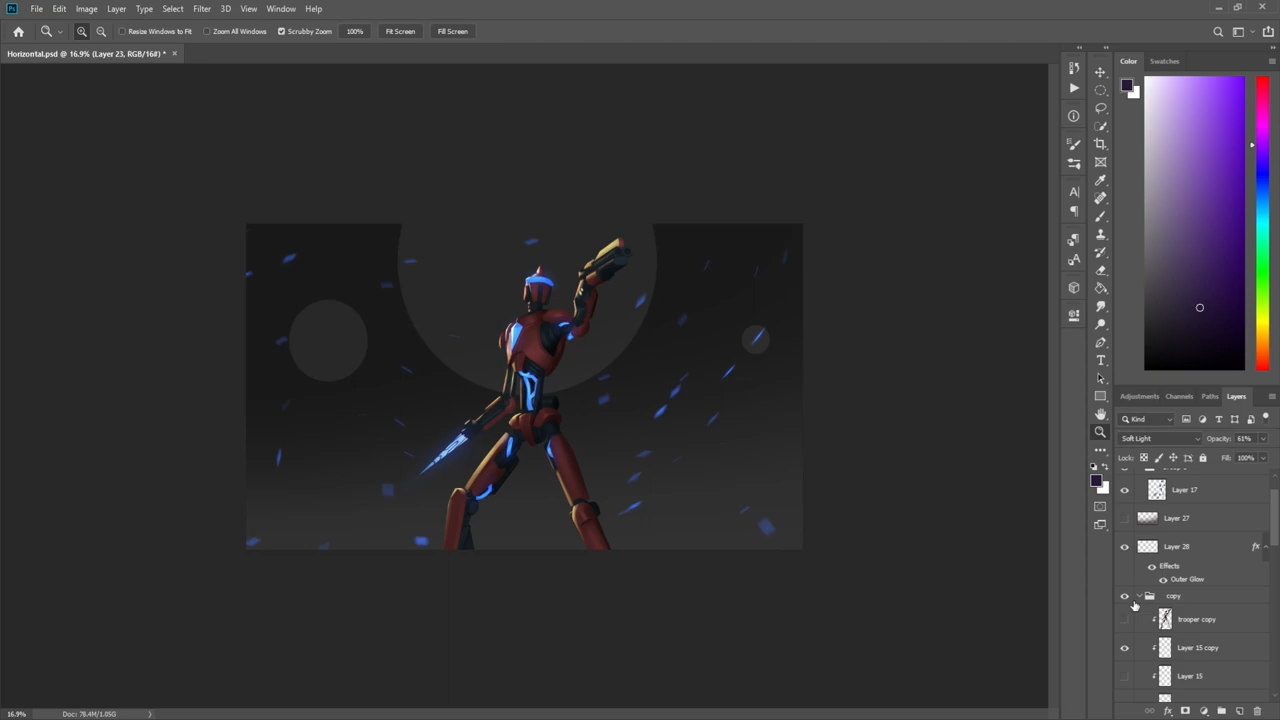 Ps File Edit Image Layer Type Select Filter 3D View Window Help
Resize Windows to Fit Zoom All Windows Scrubby Zoom 100% Fit Screen Fill Screen
Horizontal.psd @ 16.9% (Layer 23, RGB/16#) * ×
Color Swatches
Adjustments Channels Paths Layers
Kind
Soft Light Opacity: 61%
Lock: Fill: 100%
Layer 17
Layer 27
Layer 28 fx
Effects
Outer Glow
copy
trooper copy
Layer 15 copy
Layer 15
16.9% Doc: 78.4M/1.05G